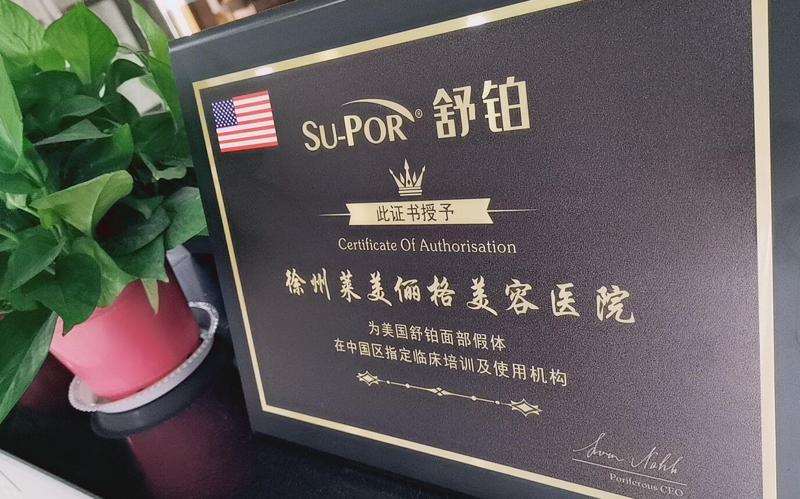 SU-POR® 舒铂
此证书授予
Certificate Of Authorisation
徐州莱美俪格美容医院
为美国舒铂面部假体
在中国区指定临床培训及使用机构
Poriferous CEO